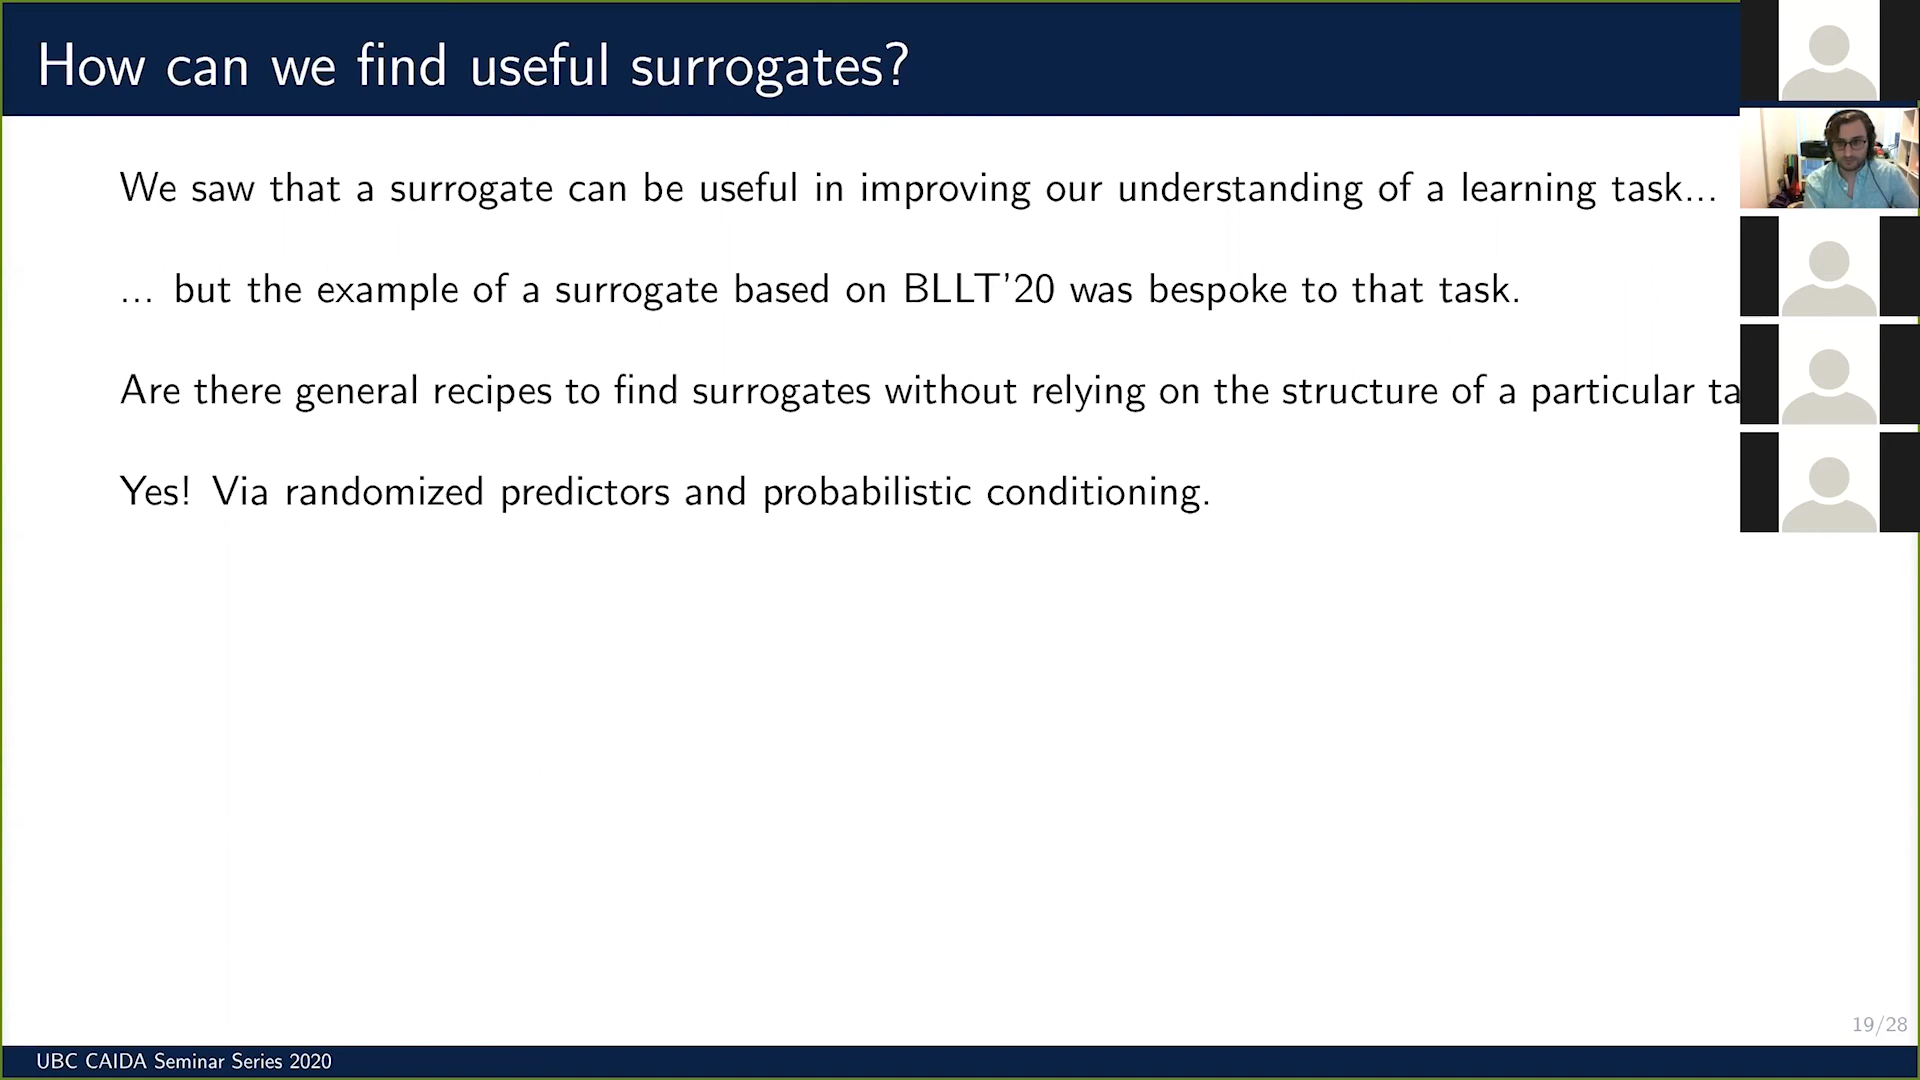 How can we find useful surrogates?
We saw that a surrogate can be useful in improving our understanding of a learning task...
... but the example of a surrogate based on BLLT'20 was bespoke to that task.
Are there general recipes to find surrogates without relying on the structure of a particular ta
Yes! Via randomized predictors and probabilistic conditioning.
19/28
UBC CAIDA Seminar Series 2020